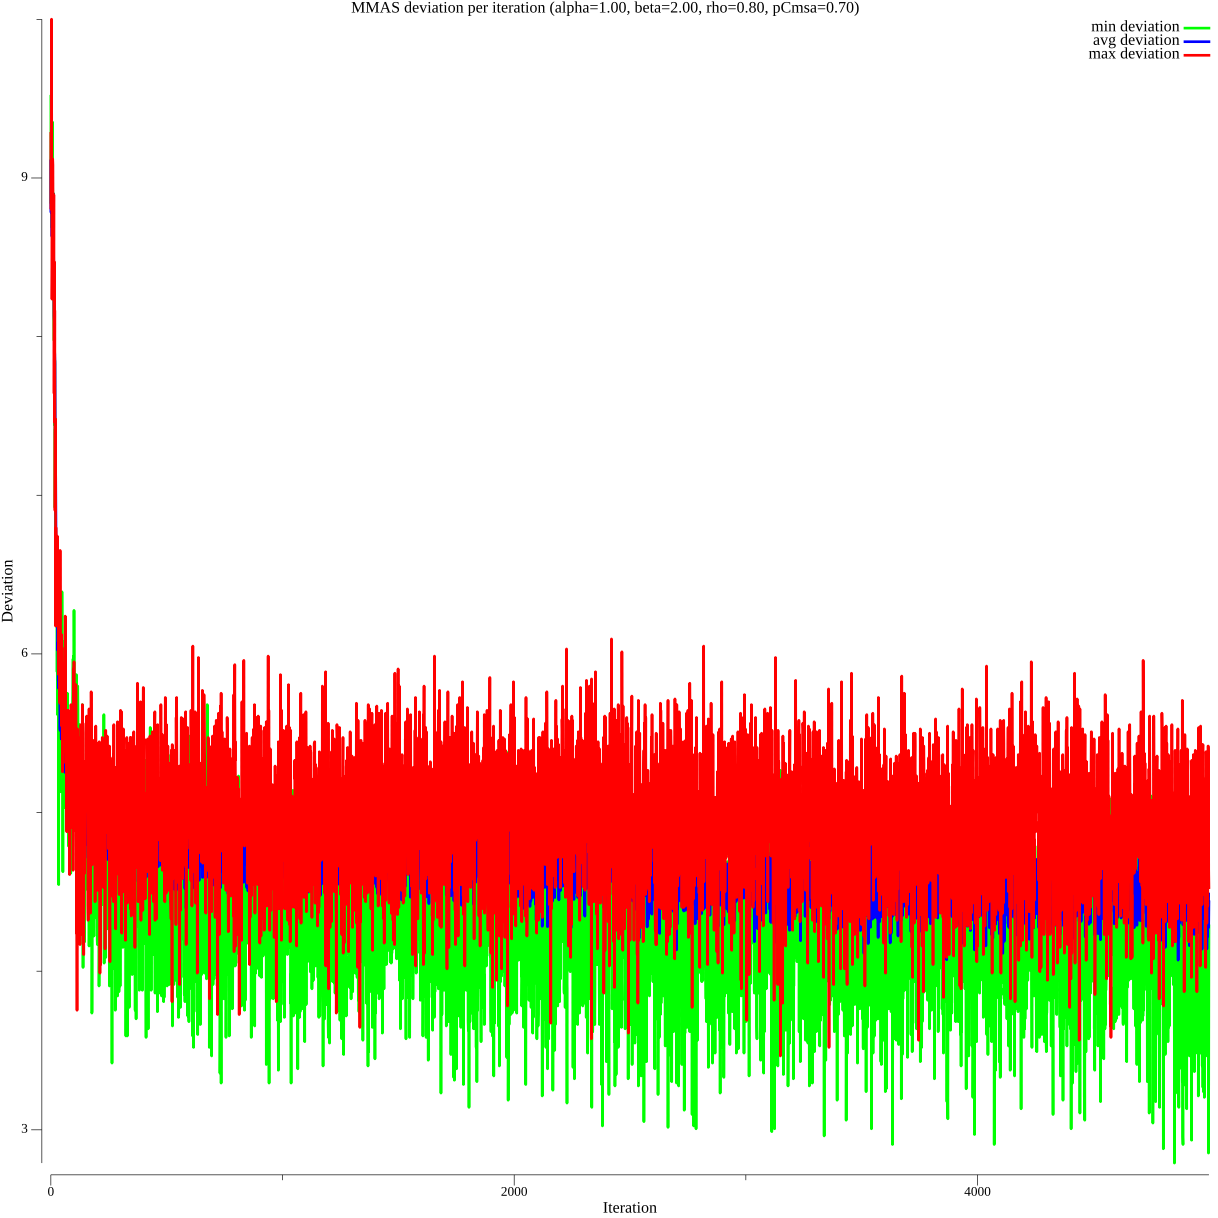 MMAS deviation per iteration (alpha=1.00, beta=2.00, rho=0.80, pCmsa=0.70)
min deviation
avg deviation
max deviation
9
6
3
Deviation
0
2000
4000
Iteration